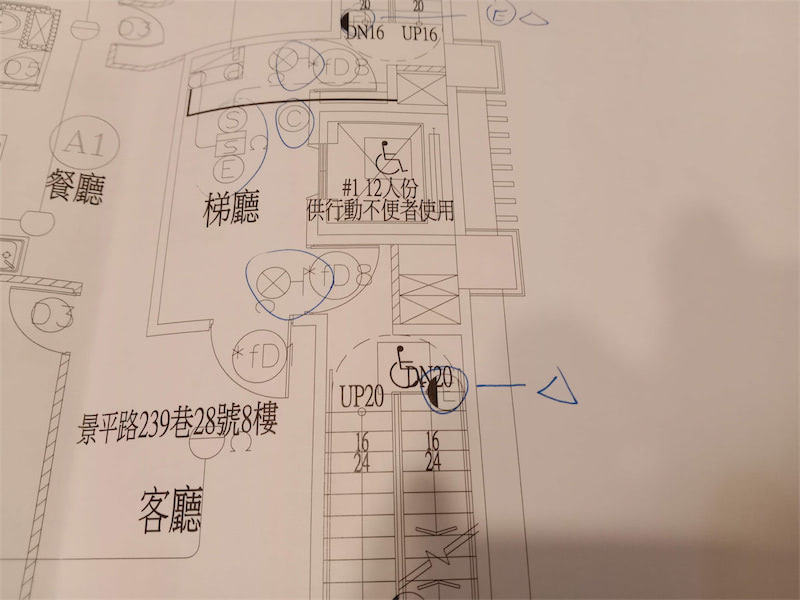 20
20
DN16
UP16
E △
D3
*fD8
D5
S
C
S
A1
E
餐廳
#1 12人份
梯廳
供行動不便者使用
*fD8
D3
*fD1
DN20
UP20
E
△
景平路239巷28號8樓
16
24
16
24
客廳